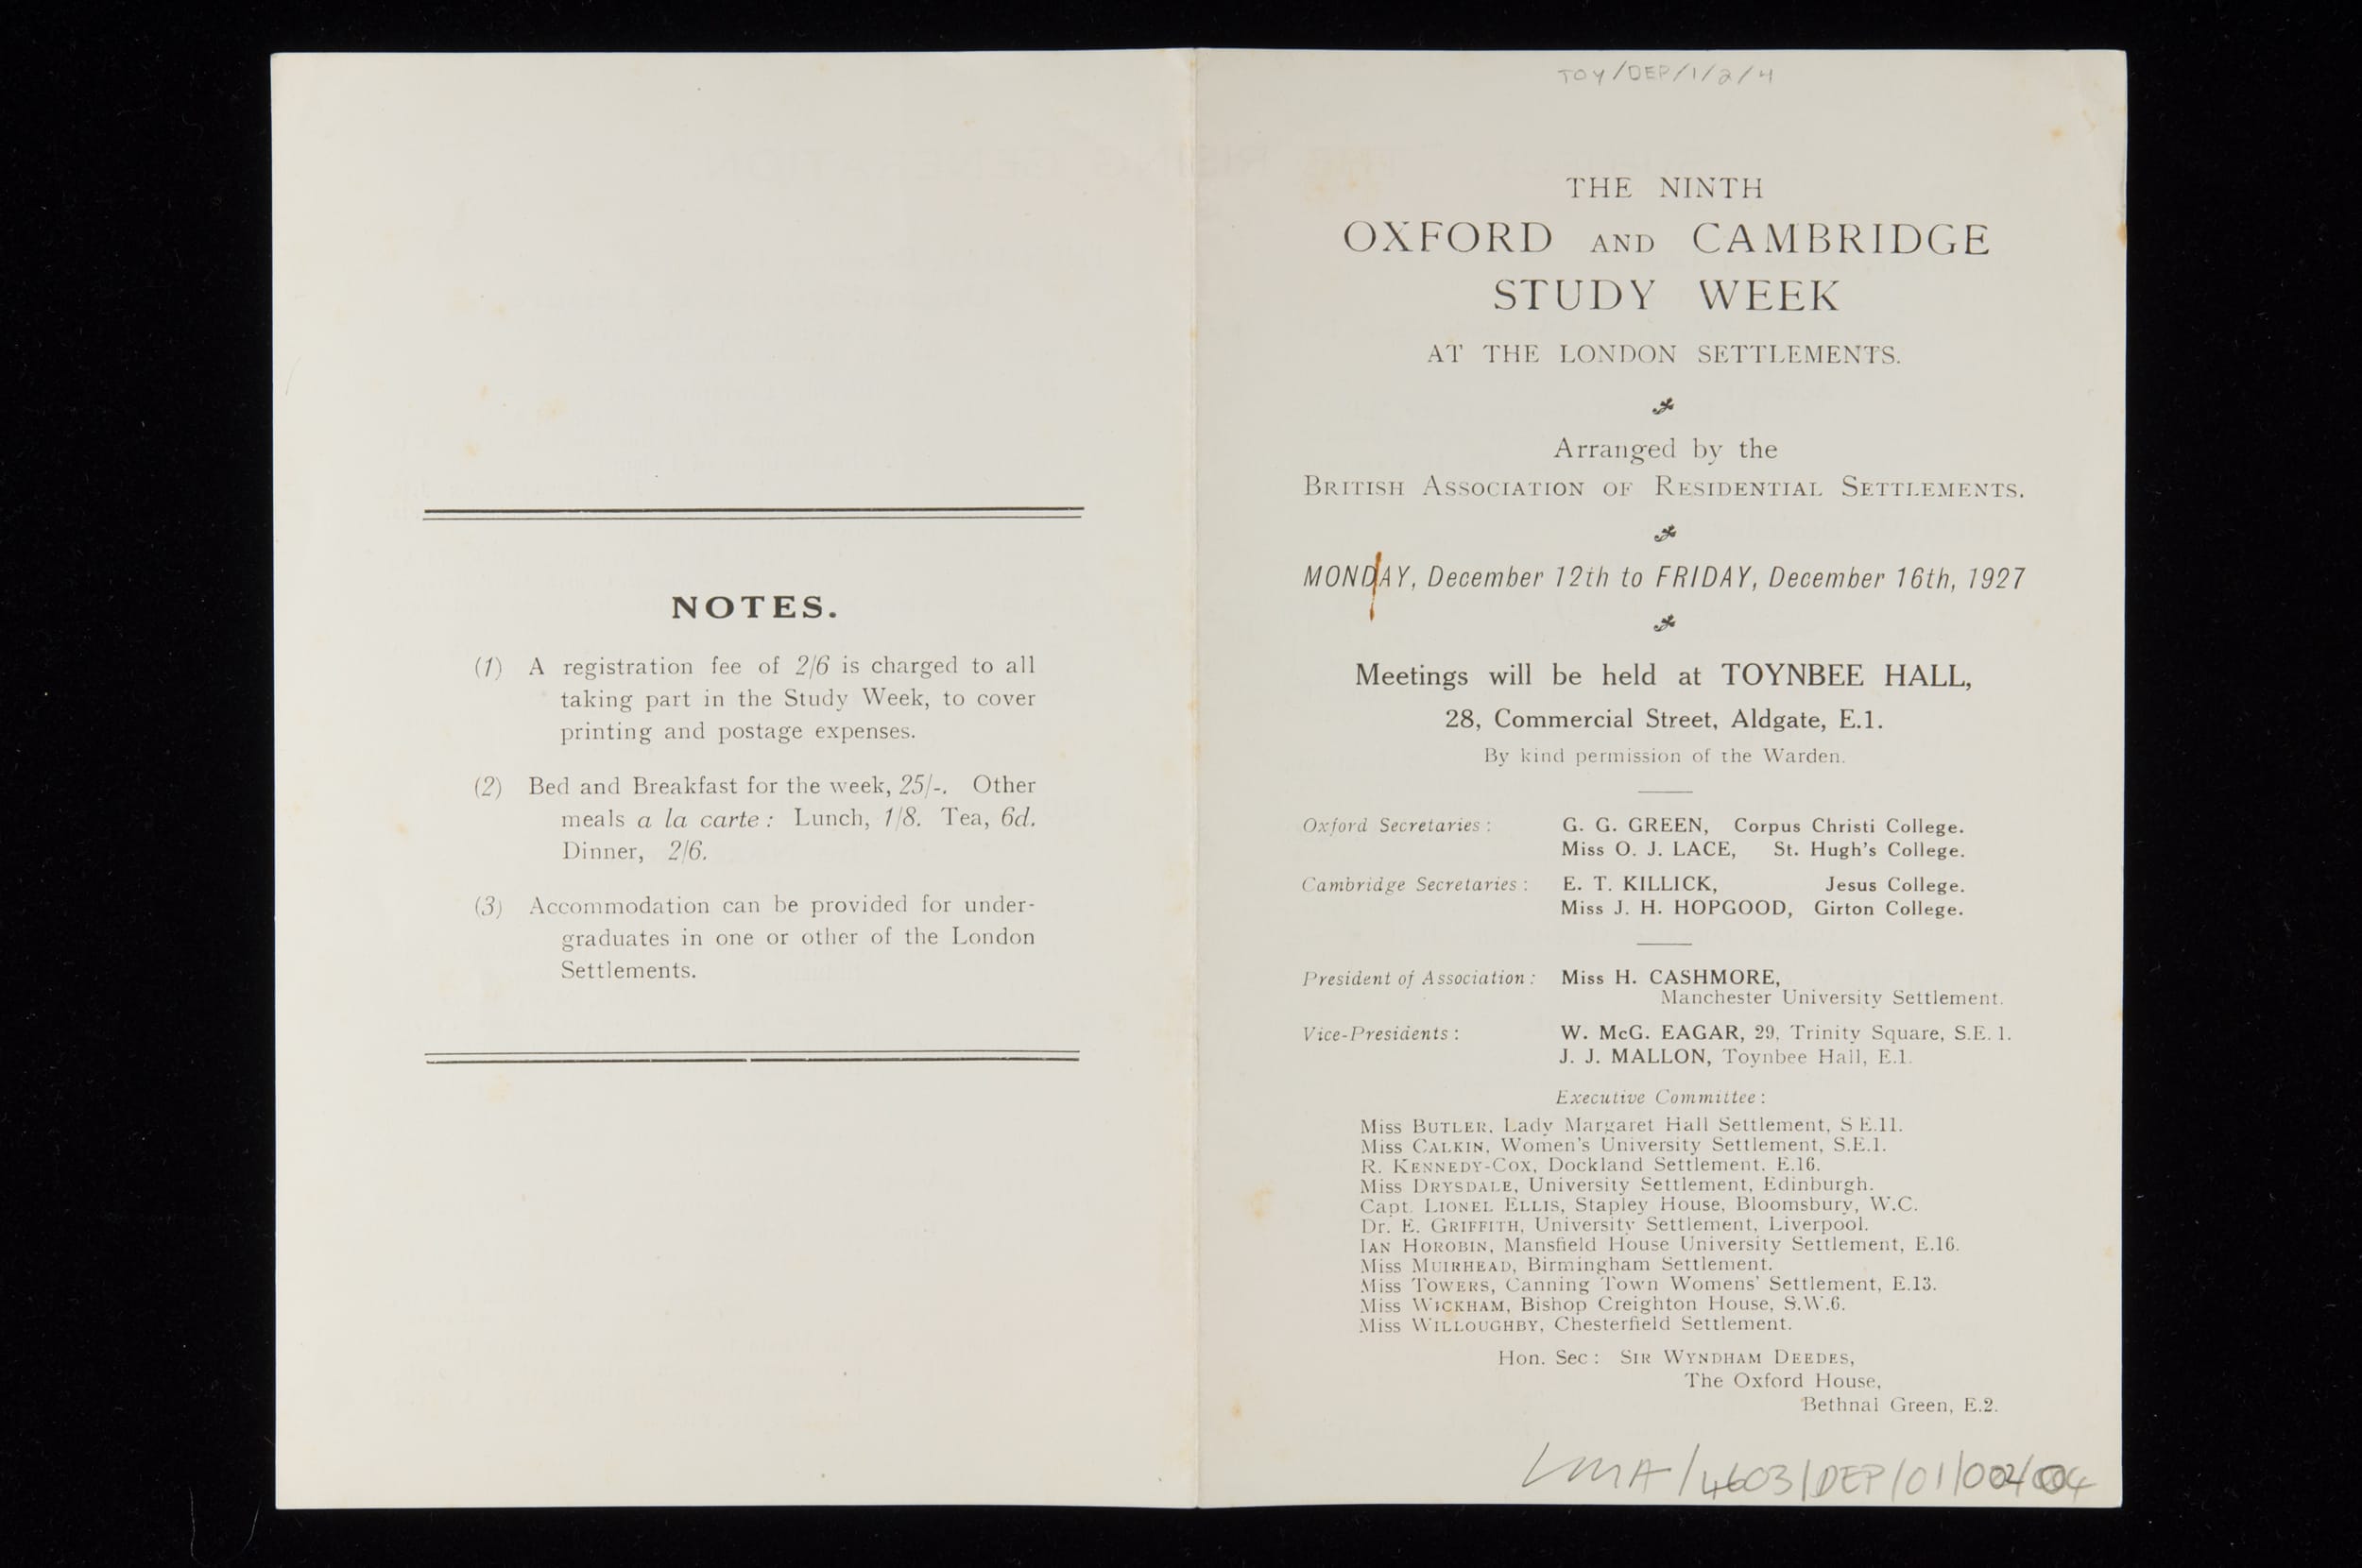 NOTES.
(1) A registration fee of 2/6 is charged to all
taking part in the Study Week, to cover
printing and postage expenses.
(2) Bed and Breakfast for the week, 25/-. Other
meals a la carte: Lunch, 1/8. Tea, 6d.
Dinner, 2/6.
(3) Accommodation can be provided for under-
graduates in one or other of the London
Settlements.
TOY/DEP/1/2/4
THE NINTH
OXFORD AND CAMBRIDGE
STUDY WEEK
AT THE LONDON SETTLEMENTS.
Arranged by the
BRITISH ASSOCIATION OF RESIDENTIAL SETTLEMENTS.
MONDAY, December 12th to FRIDAY, December 16th, 1927
Meetings will be held at TOYNBEE HALL,
28, Commercial Street, Aldgate, E.1.
By kind permission of the Warden.
Oxford Secretaries: G. G. GREEN, Corpus Christi College.
Miss O. J. LACE, St. Hugh's College.
Cambridge Secretaries: E. T. KILLICK, Jesus College.
Miss J. H. HOPGOOD, Girton College.
President of Association: Miss H. CASHMORE,
Manchester University Settlement.
Vice-Presidents: W. McG. EAGAR, 29, Trinity Square, S.E.1.
J. J. MALLON, Toynbee Hall, E.1.
Executive Committee:
Miss BUTLER, Lady Margaret Hall Settlement, S.E.11.
Miss CALKIN, Women's University Settlement, S.E.1.
R. KENNEDY-COX, Dockland Settlement. E.16.
Miss DRYSDALE, University Settlement, Edinburgh.
Capt. LIONEL ELLIS, Stapley House, Bloomsbury, W.C.
Dr. E. GRIFFITH, University Settlement, Liverpool.
IAN HOROBIN, Mansfield House University Settlement, E.16.
Miss MUIRHEAD, Birmingham Settlement.
Miss TOWERS, Canning Town Womens' Settlement, E.13.
Miss WICKHAM, Bishop Creighton House, S.W.6.
Miss WILLOUGHBY, Chesterfield Settlement.
Hon. Sec: SIR WYNDHAM DEEDES,
The Oxford House,
Bethnal Green, E.2.
LMA/4603/DEP/01/002/004